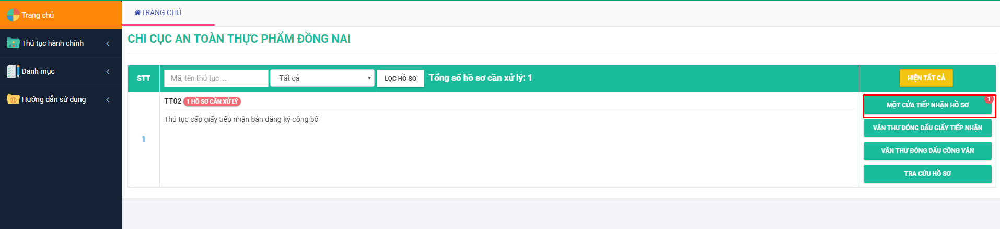 Trang chủ
Thủ tục hành chính
Danh mục
Hướng dẫn sử dụng
TRANG CHỦ
CHI CỤC AN TOÀN THỰC PHẨM ĐỒNG NAI
STT
Mã, tên thủ tục ...
Tất cả
LỌC HỒ SƠ
Tổng số hồ sơ cần xử lý: 1
HIỆN TẤT CẢ
1
TT02 1 HỒ SƠ CẦN XỬ LÝ
Thủ tục cấp giấy tiếp nhận bản đăng ký công bố
MỘT CỬA TIẾP NHẬN HỒ SƠ 1
VĂN THƯ ĐÓNG DẤU GIẤY TIẾP NHẬN
VĂN THƯ ĐÓNG DẤU CÔNG VĂN
TRA CỨU HỒ SƠ